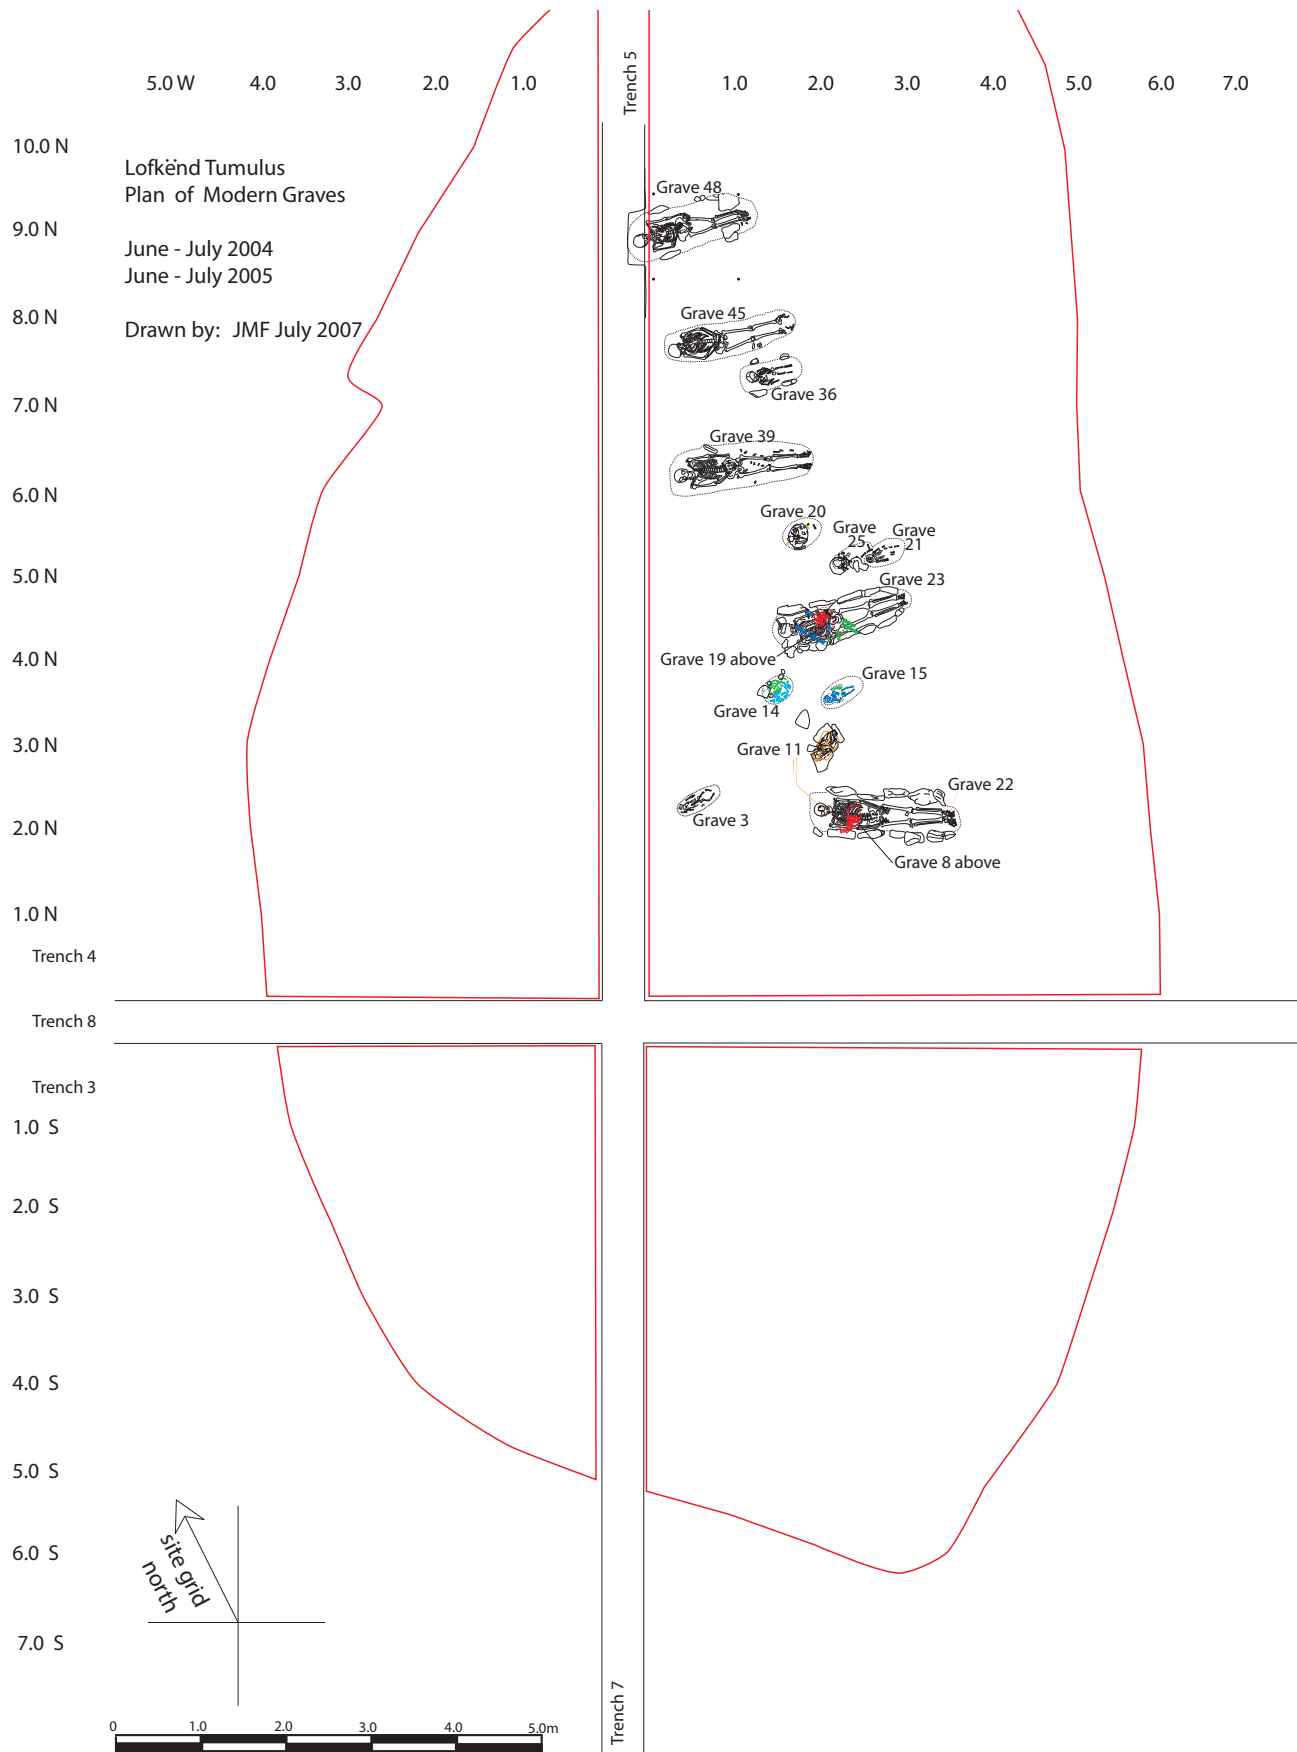 Trench 5
5.0 W 4.0 3.0 2.0 1.0 1.0 2.0 3.0 4.0 5.0 6.0 7.0
10.0 N
Lofkënd Tumulus
Plan of Modern Graves
Grave 48
9.0 N
June - July 2004
June - July 2005
8.0 N
Grave 45
Drawn by: JMF July 2007
Grave 36
7.0 N
Grave 39
6.0 N
Grave 20
Grave
25
Grave
21
5.0 N
Grave 23
4.0 N
Grave 19 above
Grave 15
Grave 14
3.0 N
Grave 11
Grave 22
Grave 3
2.0 N
Grave 8 above
1.0 N
Trench 4
Trench 8
Trench 3
1.0 S
2.0 S
3.0 S
4.0 S
5.0 S
6.0 S
site grid
north
7.0 S
Trench 7
0 1.0 2.0 3.0 4.0 5.0m